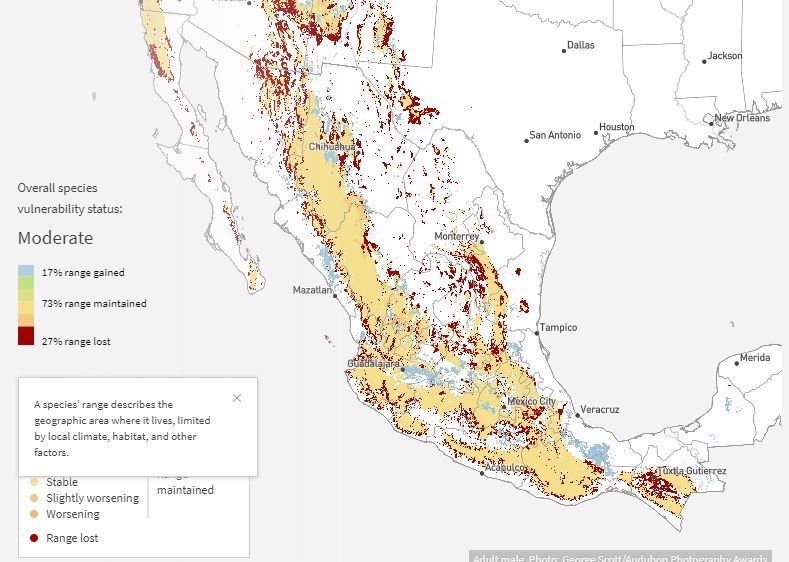 Dallas
Jackson
New Orleans
Houston
San Antonio
Chihuahua
Overall species
vulnerability status:
Moderate
Monterrey
17% range gained
Mazatlan
73% range maintained
Tampico
27% range lost
Merida
Guadalajara
A species’ range describes the
geographic area where it lives, limited
by local climate, habitat, and other
factors.
Mexico City
Veracruz
Acapulco
Tuxtla Gutierrez
Stable
Slightly worsening
maintained
Worsening
Range lost
Adult male. Photo: George Scott/Audubon Photography Awards